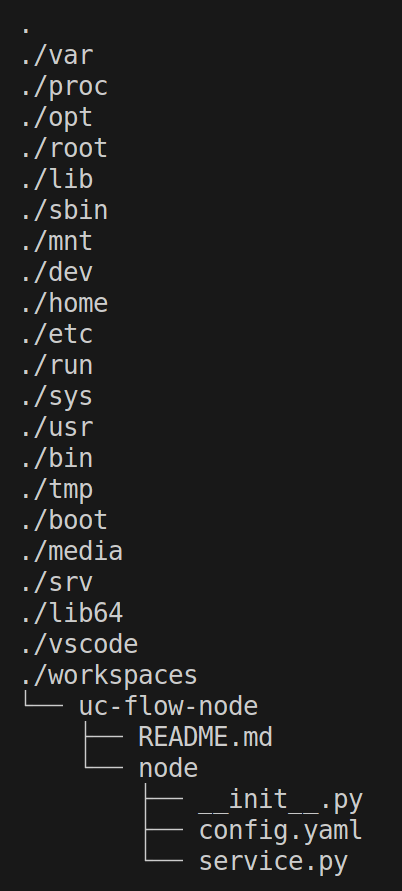 .
./var
./proc
./opt
./root
./lib
./sbin
./mnt
./dev
./home
./etc
./run
./sys
./usr
./bin
./tmp
./boot
./media
./srv
./lib64
./vscode
./workspaces
└── uc-flow-node
    ├── README.md
    └── node
        ├── __init__.py
        ├── config.yaml
        └── service.py